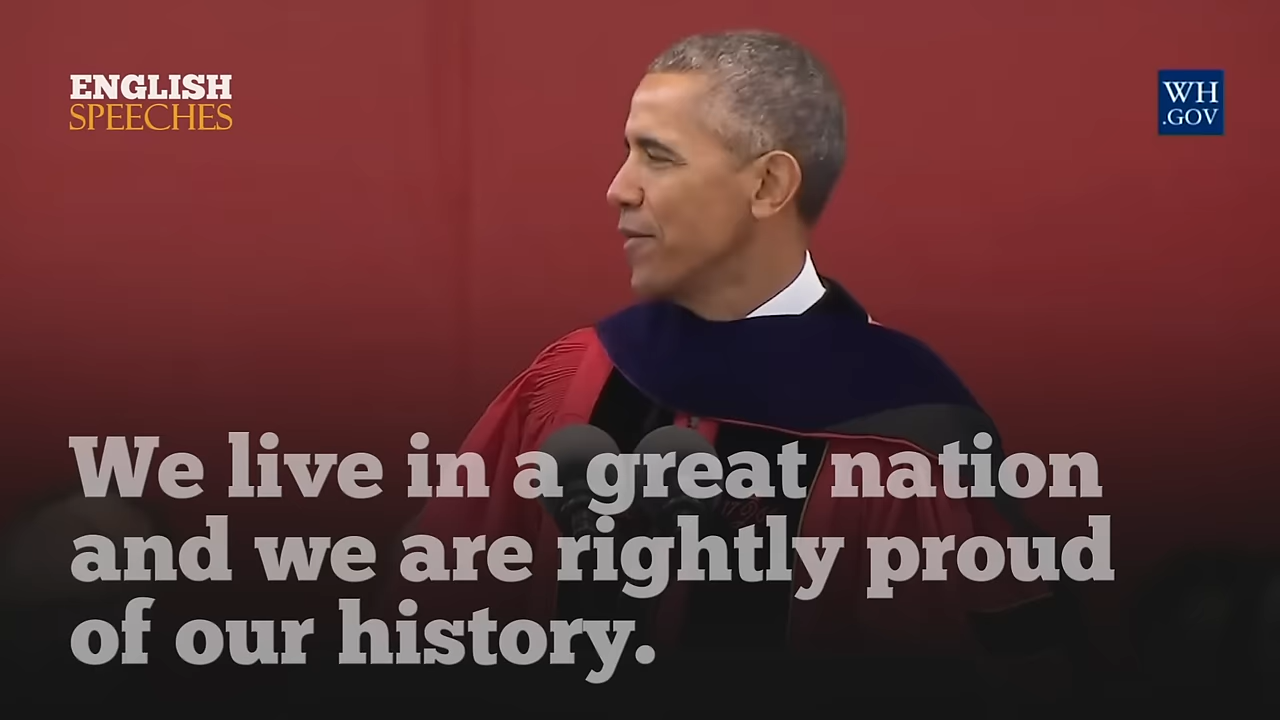 ENGLISH
SPEECHES
WH
.GOV
We live in a great nation
and we are rightly proud
of our history.